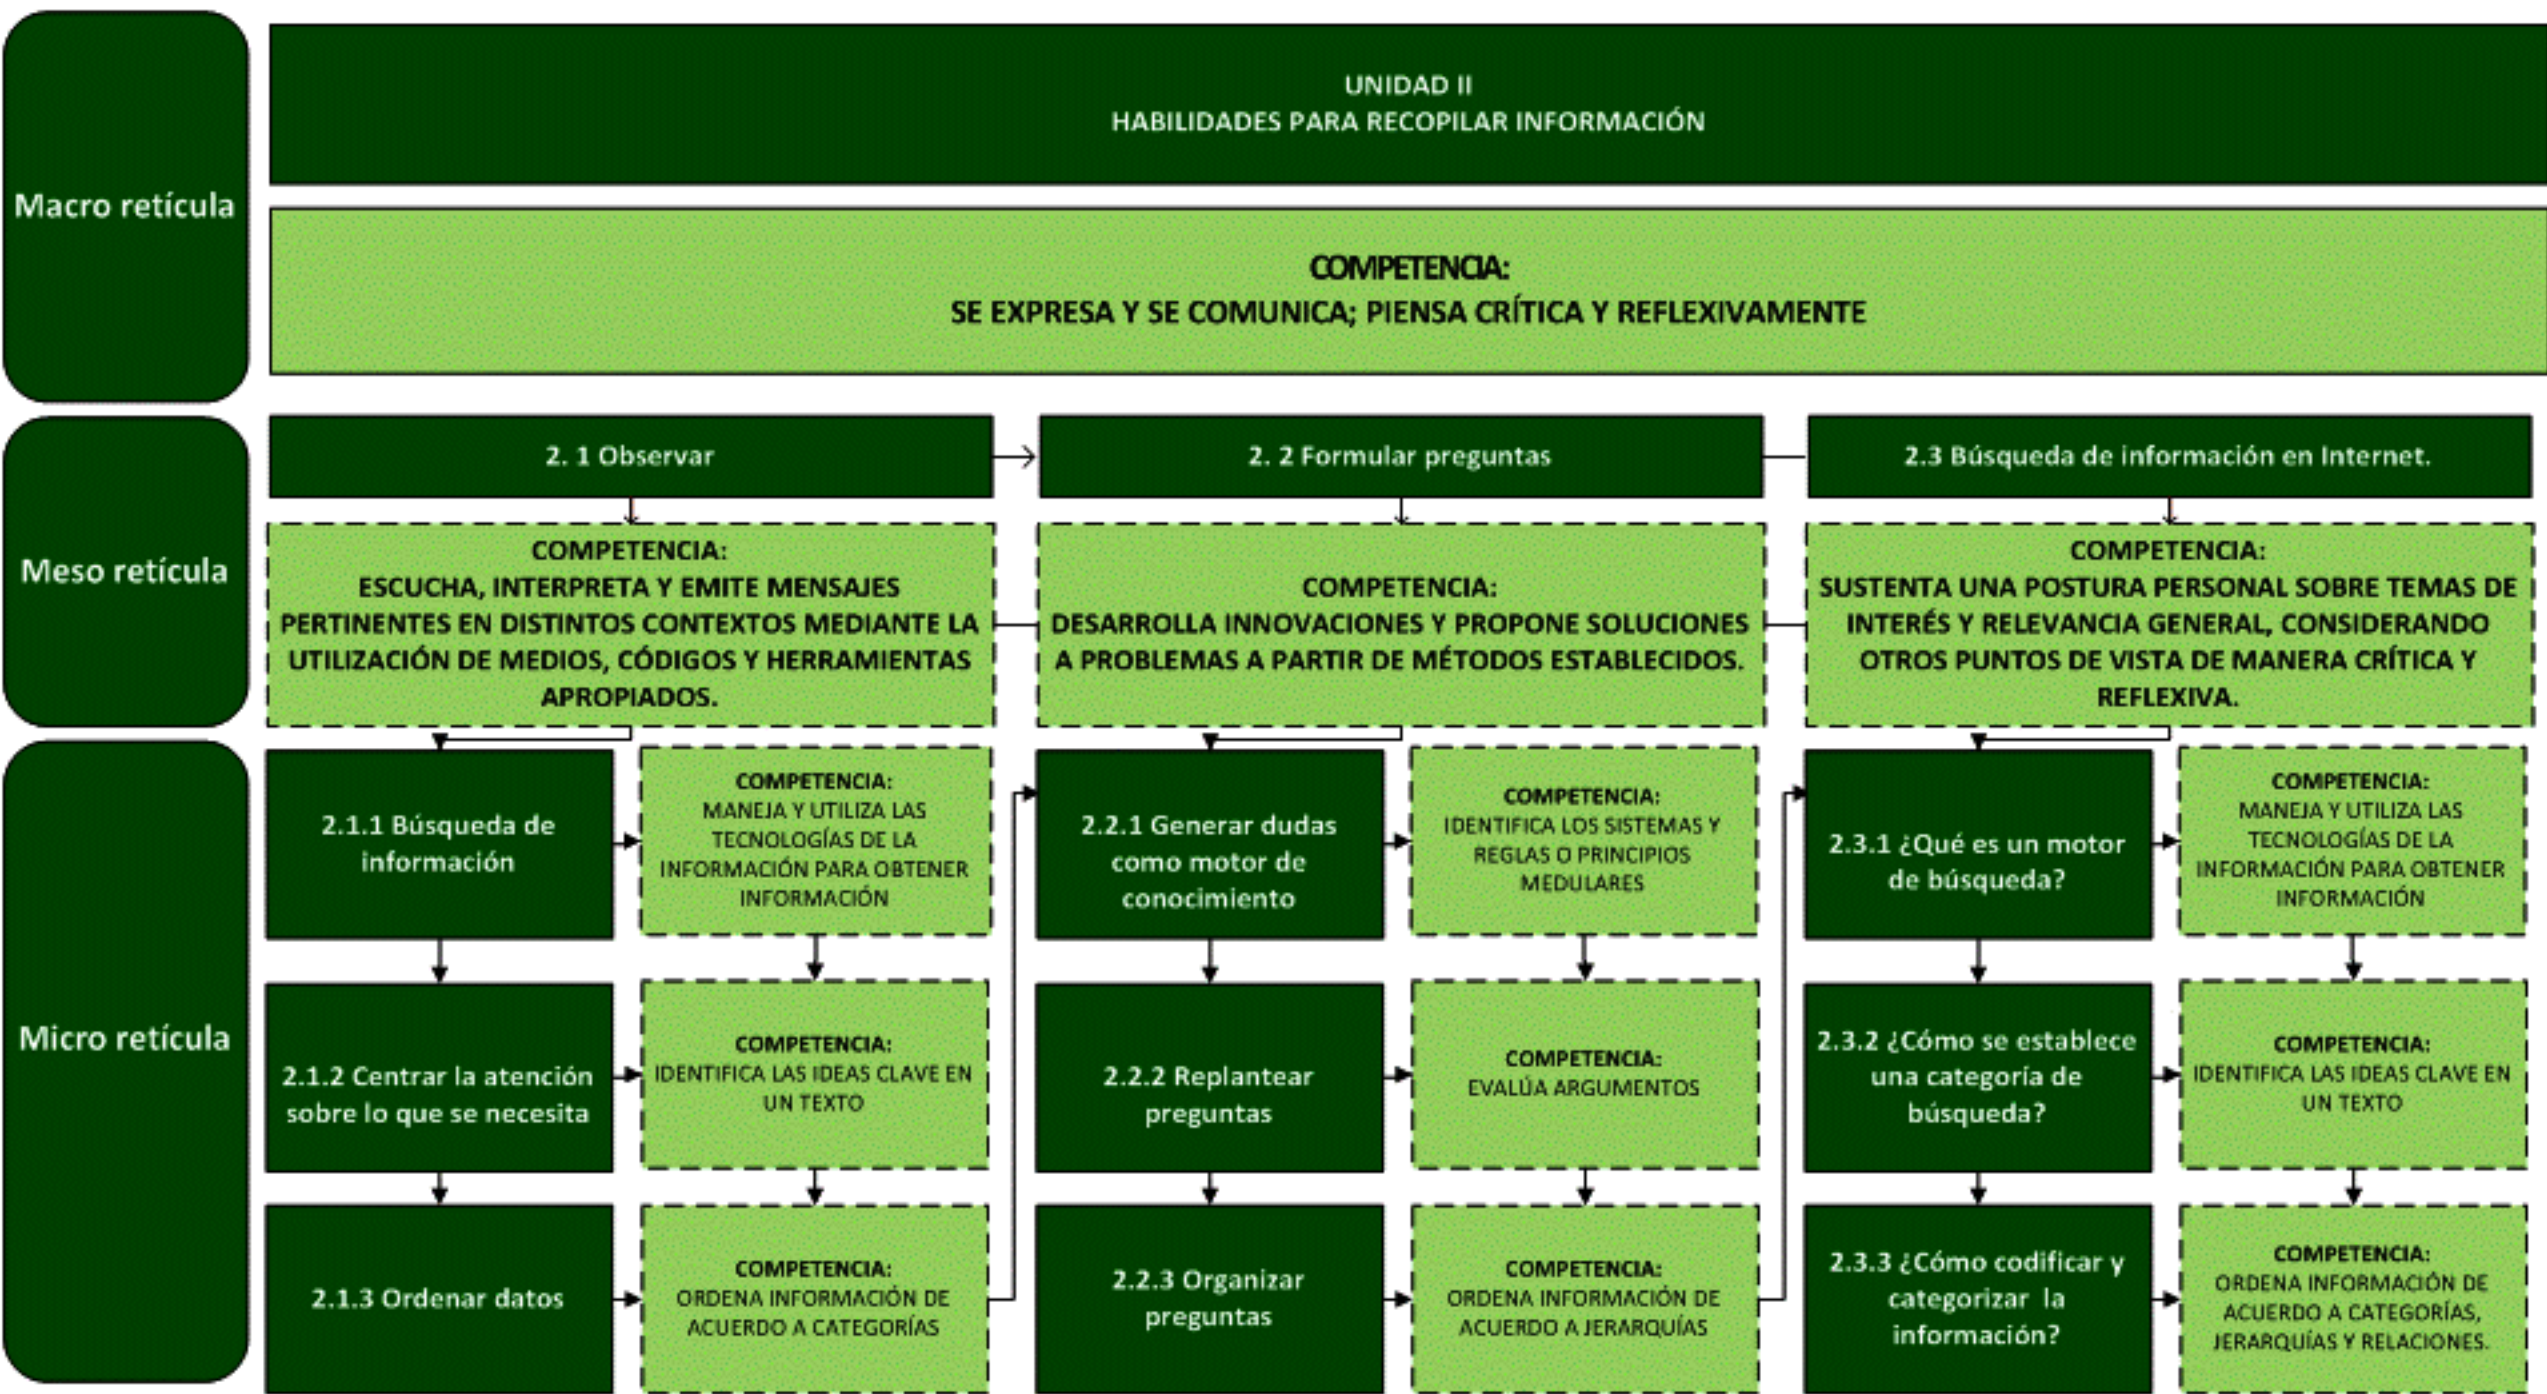 Macro retícula
UNIDAD II
HABILIDADES PARA RECOPILAR INFORMACIÓN
COMPETENCIA:
SE EXPRESA Y SE COMUNICA; PIENSA CRÍTICA Y REFLEXIVAMENTE
Meso retícula
2. 1 Observar
2. 2 Formular preguntas
2.3 Búsqueda de información en Internet.
COMPETENCIA:
ESCUCHA, INTERPRETA Y EMITE MENSAJES
PERTINENTES EN DISTINTOS CONTEXTOS MEDIANTE LA
UTILIZACIÓN DE MEDIOS, CÓDIGOS Y HERRAMIENTAS
APROPIADOS.
COMPETENCIA:
DESARROLLA INNOVACIONES Y PROPONE SOLUCIONES
A PROBLEMAS A PARTIR DE MÉTODOS ESTABLECIDOS.
COMPETENCIA:
SUSTENTA UNA POSTURA PERSONAL SOBRE TEMAS DE
INTERÉS Y RELEVANCIA GENERAL, CONSIDERANDO
OTROS PUNTOS DE VISTA DE MANERA CRÍTICA Y
REFLEXIVA.
Micro retícula
2.1.1 Búsqueda de
información
COMPETENCIA:
MANEJA Y UTILIZA LAS
TECNOLOGÍAS DE LA
INFORMACIÓN PARA OBTENER
INFORMACIÓN
2.2.1 Generar dudas
como motor de
conocimiento
COMPETENCIA:
IDENTIFICA LOS SISTEMAS Y
REGLAS O PRINCIPIOS
MEDULARES
2.3.1 ¿Qué es un motor
de búsqueda?
COMPETENCIA:
MANEJA Y UTILIZA LAS
TECNOLOGÍAS DE LA
INFORMACIÓN PARA OBTENER
INFORMACIÓN
2.1.2 Centrar la atención
sobre lo que se necesita
COMPETENCIA:
IDENTIFICA LAS IDEAS CLAVE EN
UN TEXTO
2.2.2 Replantear
preguntas
COMPETENCIA:
EVALÚA ARGUMENTOS
2.3.2 ¿Cómo se establece
una categoría de
búsqueda?
COMPETENCIA:
IDENTIFICA LAS IDEAS CLAVE EN
UN TEXTO
2.1.3 Ordenar datos
COMPETENCIA:
ORDENA INFORMACIÓN DE
ACUERDO A CATEGORÍAS
2.2.3 Organizar
preguntas
COMPETENCIA:
ORDENA INFORMACIÓN DE
ACUERDO A JERARQUÍAS
2.3.3 ¿Cómo codificar y
categorizar la
información?
COMPETENCIA:
ORDENA INFORMACIÓN DE
ACUERDO A CATEGORÍAS,
JERARQUÍAS Y RELACIONES.